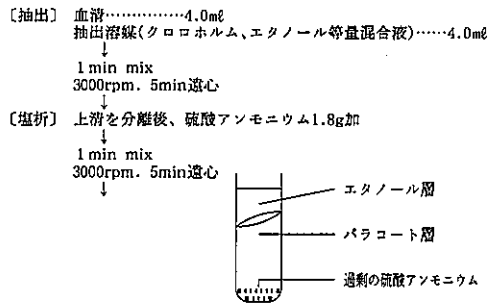 〔抽出〕 血清……………4.0mℓ
抽出溶媒(クロロホルム、エタノール等量混合液)……4.0mℓ
↓
1 min mix
3000rpm. 5min遠心
↓
〔塩折〕 上清を分離後、硫酸アンモニウム1.8g加
↓
1 min mix
3000rpm. 5min遠心
↓
エタノール層
パラコート層
過剰の硫酸アンモニウム